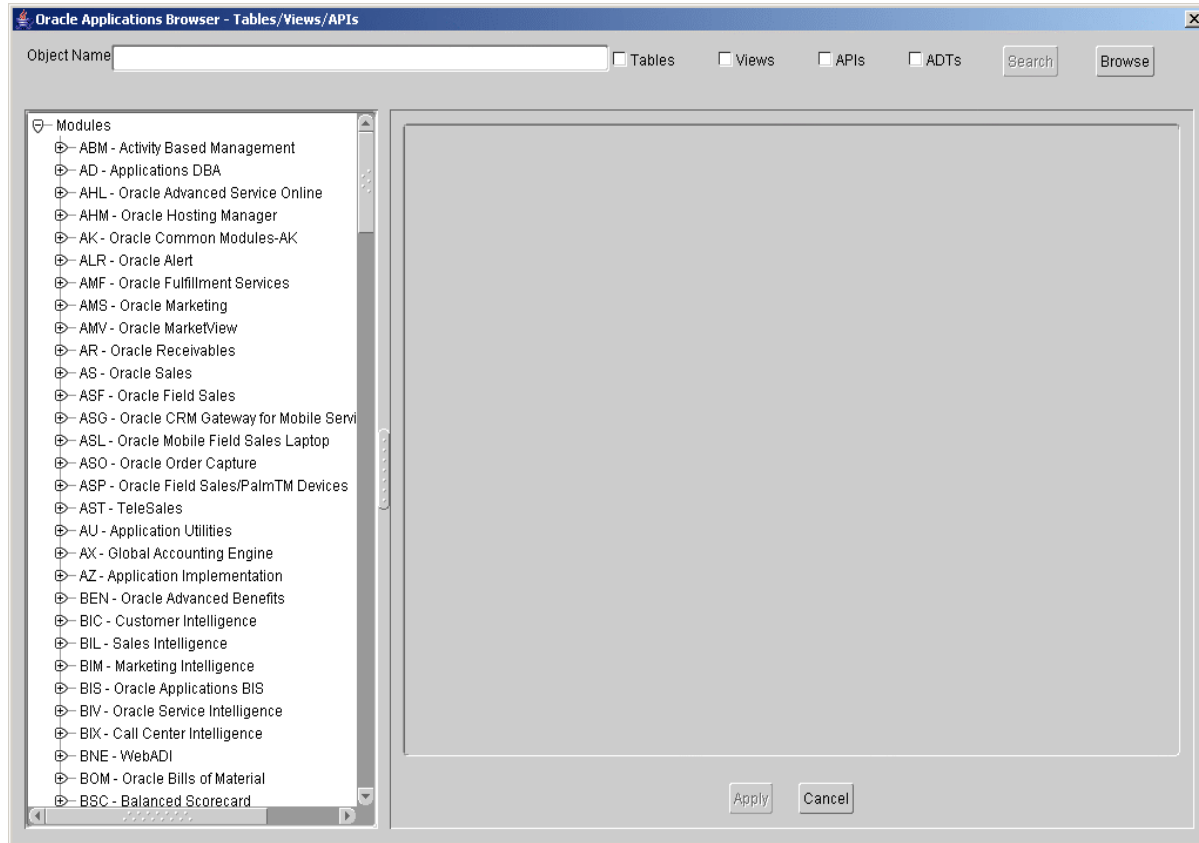 Oracle Applications Browser - Tables/Views/APIs
Object Name Tables Views APIs ADTs Search Browse
Modules
ABM - Activity Based Management
AD - Applications DBA
AHL - Oracle Advanced Service Online
AHM - Oracle Hosting Manager
AK - Oracle Common Modules-AK
ALR - Oracle Alert
AMF - Oracle Fulfillment Services
AMS - Oracle Marketing
AMV - Oracle MarketView
AR - Oracle Receivables
AS - Oracle Sales
ASF - Oracle Field Sales
ASG - Oracle CRM Gateway for Mobile Servi
ASL - Oracle Mobile Field Sales Laptop
ASO - Oracle Order Capture
ASP - Oracle Field Sales/PalmTM Devices
AST - TeleSales
AU - Application Utilities
AX - Global Accounting Engine
AZ - Application Implementation
BEN - Oracle Advanced Benefits
BIC - Customer Intelligence
BIL - Sales Intelligence
BIM - Marketing Intelligence
BIS - Oracle Applications BIS
BIV - Oracle Service Intelligence
BIX - Call Center Intelligence
BNE - WebADI
BOM - Oracle Bills of Material
BSC - Balanced Scorecard
Apply Cancel